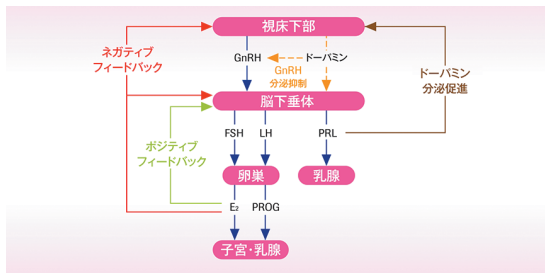 視床下部
ネガティブ
フィードバック
GnRH
ドーパミン
GnRH
分泌抑制
ドーパミン
分泌促進
脳下垂体
ポジティブ
フィードバック
FSH
LH
PRL
卵巣
乳腺
E₂
PROG
子宮・乳腺